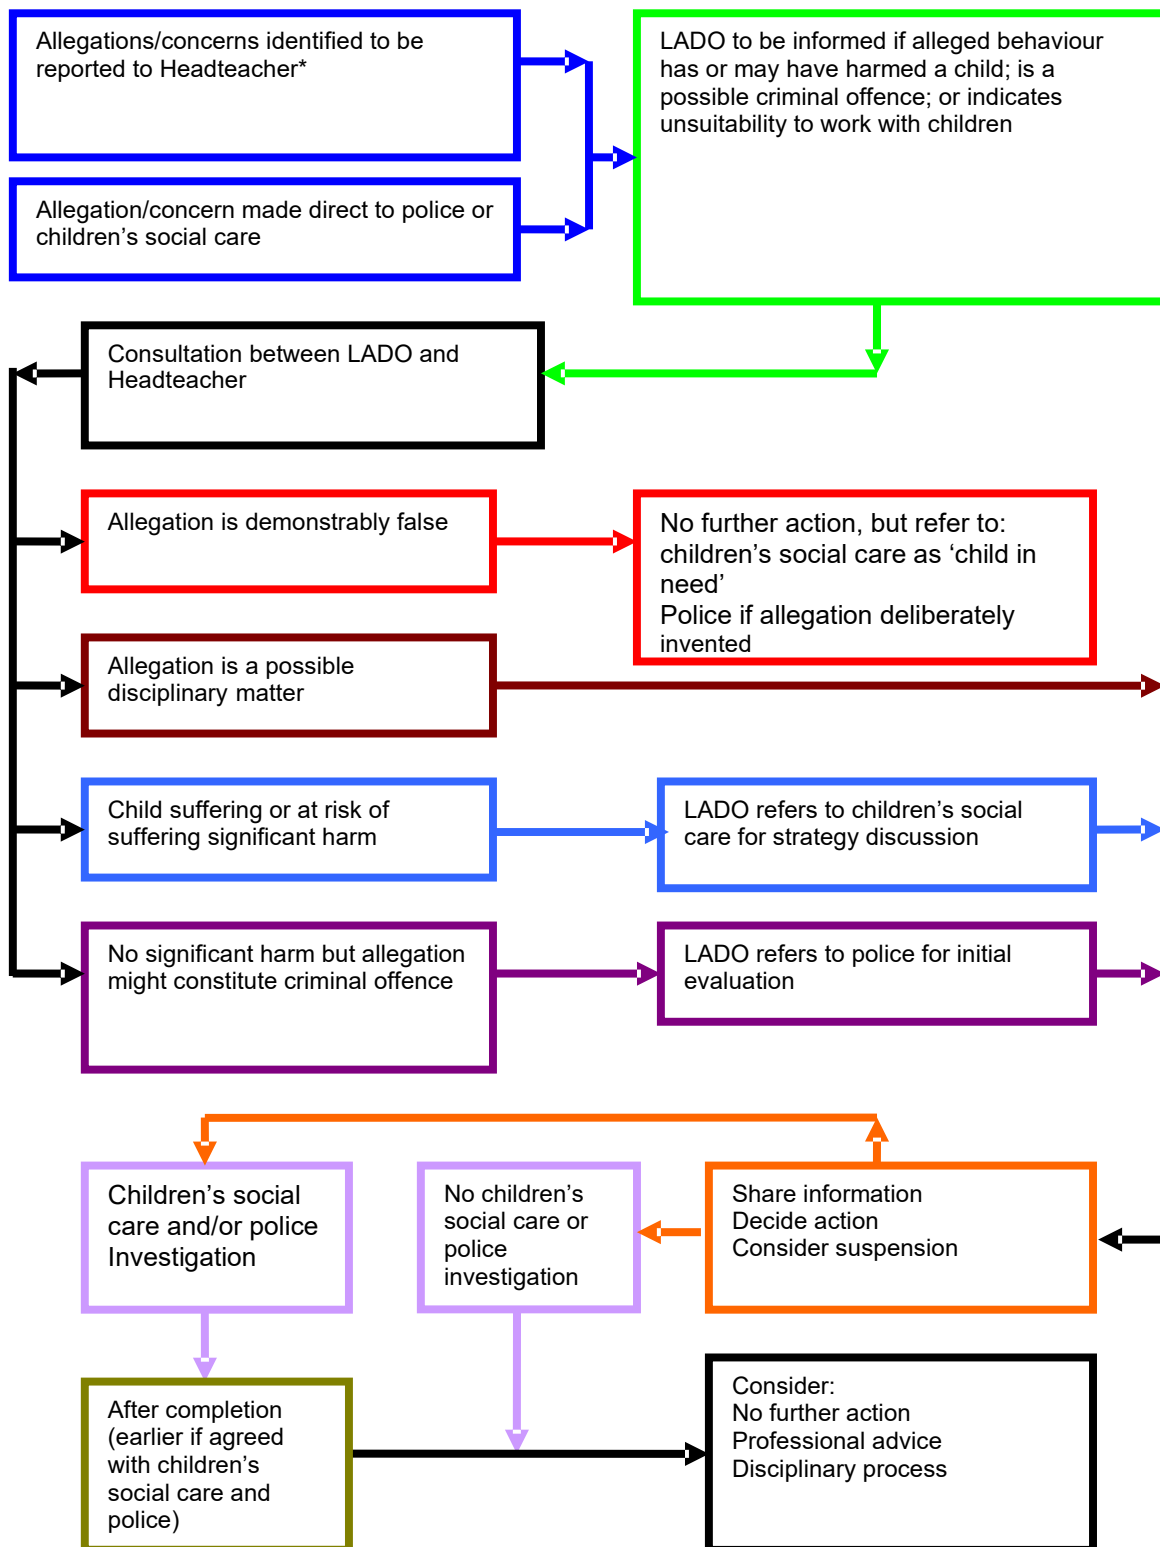 Allegations/concerns identified to be
reported to Headteacher*
LADO to be informed if alleged behaviour
has or may have harmed a child; is a
possible criminal offence; or indicates
unsuitability to work with children
Allegation/concern made direct to police or
children’s social care
Consultation between LADO and
Headteacher
Allegation is demonstrably false
No further action, but refer to:
children’s social care as ‘child in
need’
Police if allegation deliberately
invented
Allegation is a possible
disciplinary matter
Child suffering or at risk of
suffering significant harm
LADO refers to children’s social
care for strategy discussion
No significant harm but allegation
might constitute criminal offence
LADO refers to police for initial
evaluation
Children’s social
care and/or police
Investigation
No children’s
social care or
police
investigation
Share information
Decide action
Consider suspension
After completion
(earlier if agreed
with children’s
social care and
police)
Consider:
No further action
Professional advice
Disciplinary process